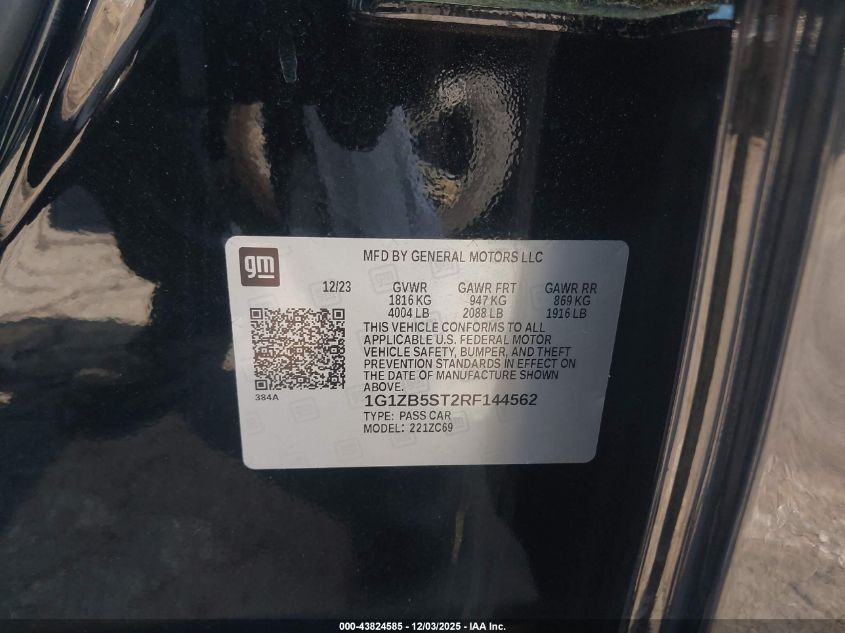 gm
MFD BY GENERAL MOTORS LLC
12/23 GVWR GAWR FRT GAWR RR
1816 KG 947 KG 869 KG
4004 LB 2088 LB 1916 LB
THIS VEHICLE CONFORMS TO ALL
APPLICABLE U.S. FEDERAL MOTOR
VEHICLE SAFETY, BUMPER, AND THEFT
PREVENTION STANDARDS IN EFFECT ON
THE DATE OF MANUFACTURE SHOWN
ABOVE.
384A
1G1ZB5ST2RF144562
TYPE: PASS CAR
MODEL: 221ZC69
000-43824585 - 12/03/2025 - IAA Inc.